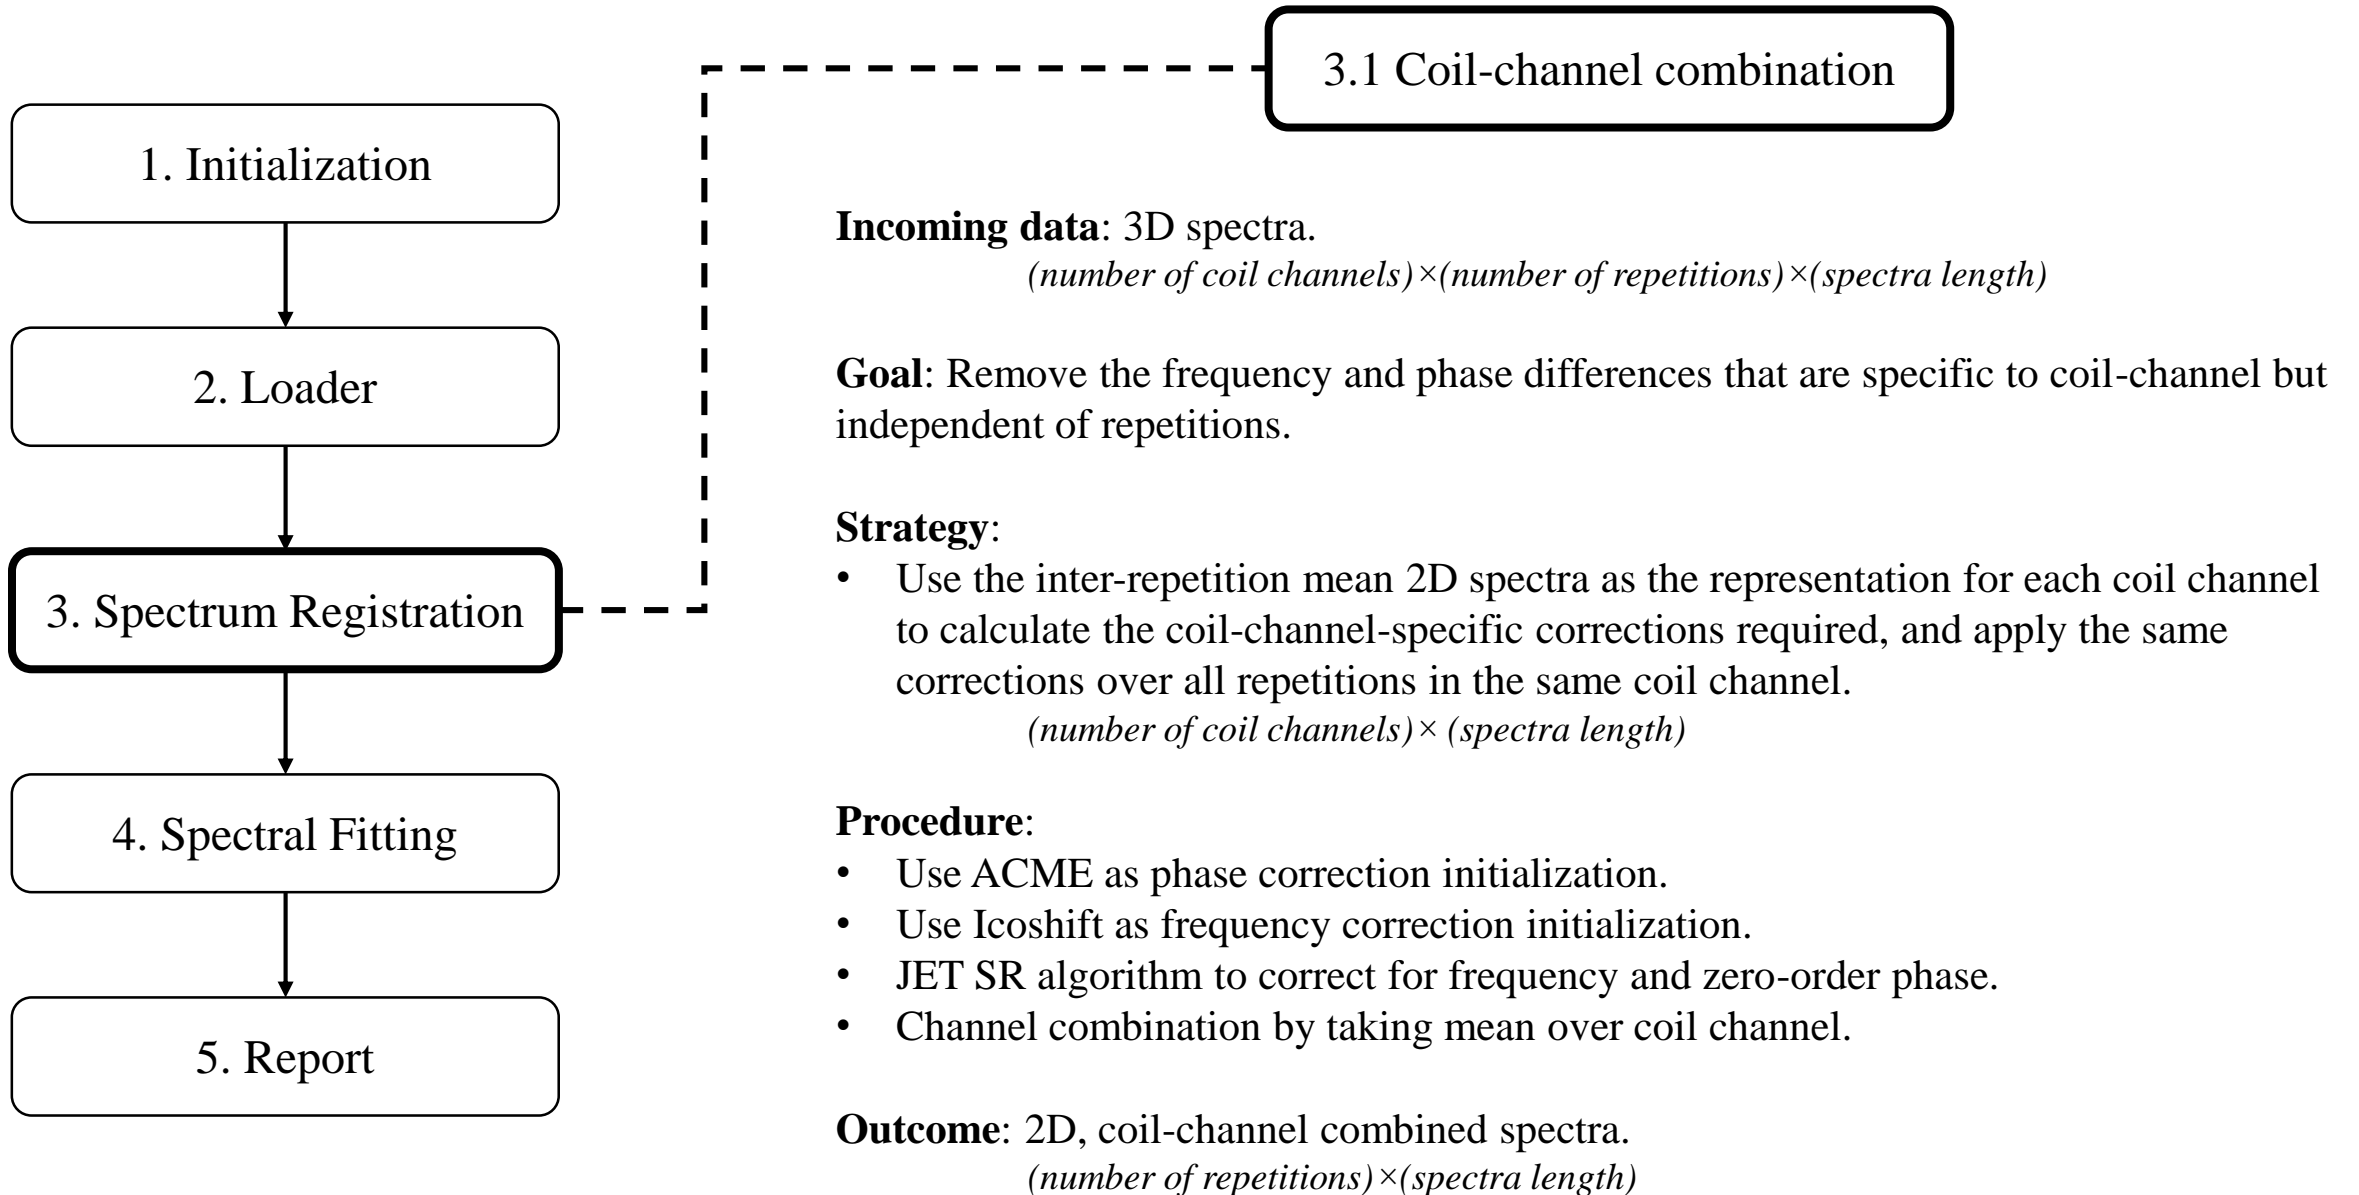 1. Initialization
2. Loader
3. Spectrum Registration
4. Spectral Fitting
5. Report
3.1 Coil-channel combination
Incoming data: 3D spectra.
(number of coil channels)×(number of repetitions)×(spectra length)
Goal: Remove the frequency and phase differences that are specific to coil-channel but
independent of repetitions.
Strategy:
• Use the inter-repetition mean 2D spectra as the representation for each coil channel
to calculate the coil-channel-specific corrections required, and apply the same
corrections over all repetitions in the same coil channel.
(number of coil channels)× (spectra length)
Procedure:
• Use ACME as phase correction initialization.
• Use Icoshift as frequency correction initialization.
• JET SR algorithm to correct for frequency and zero-order phase.
• Channel combination by taking mean over coil channel.
Outcome: 2D, coil-channel combined spectra.
(number of repetitions)×(spectra length)